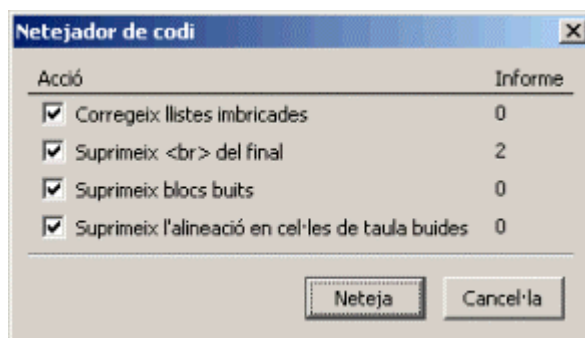 Netejador de codi
Acció Informe
Corregeix llistes imbricades 0
Suprimeix <br> del final 2
Suprimeix blocs buits 0
Suprimeix l'alineació en cel·les de taula buides 0
Neteja Cancel·la